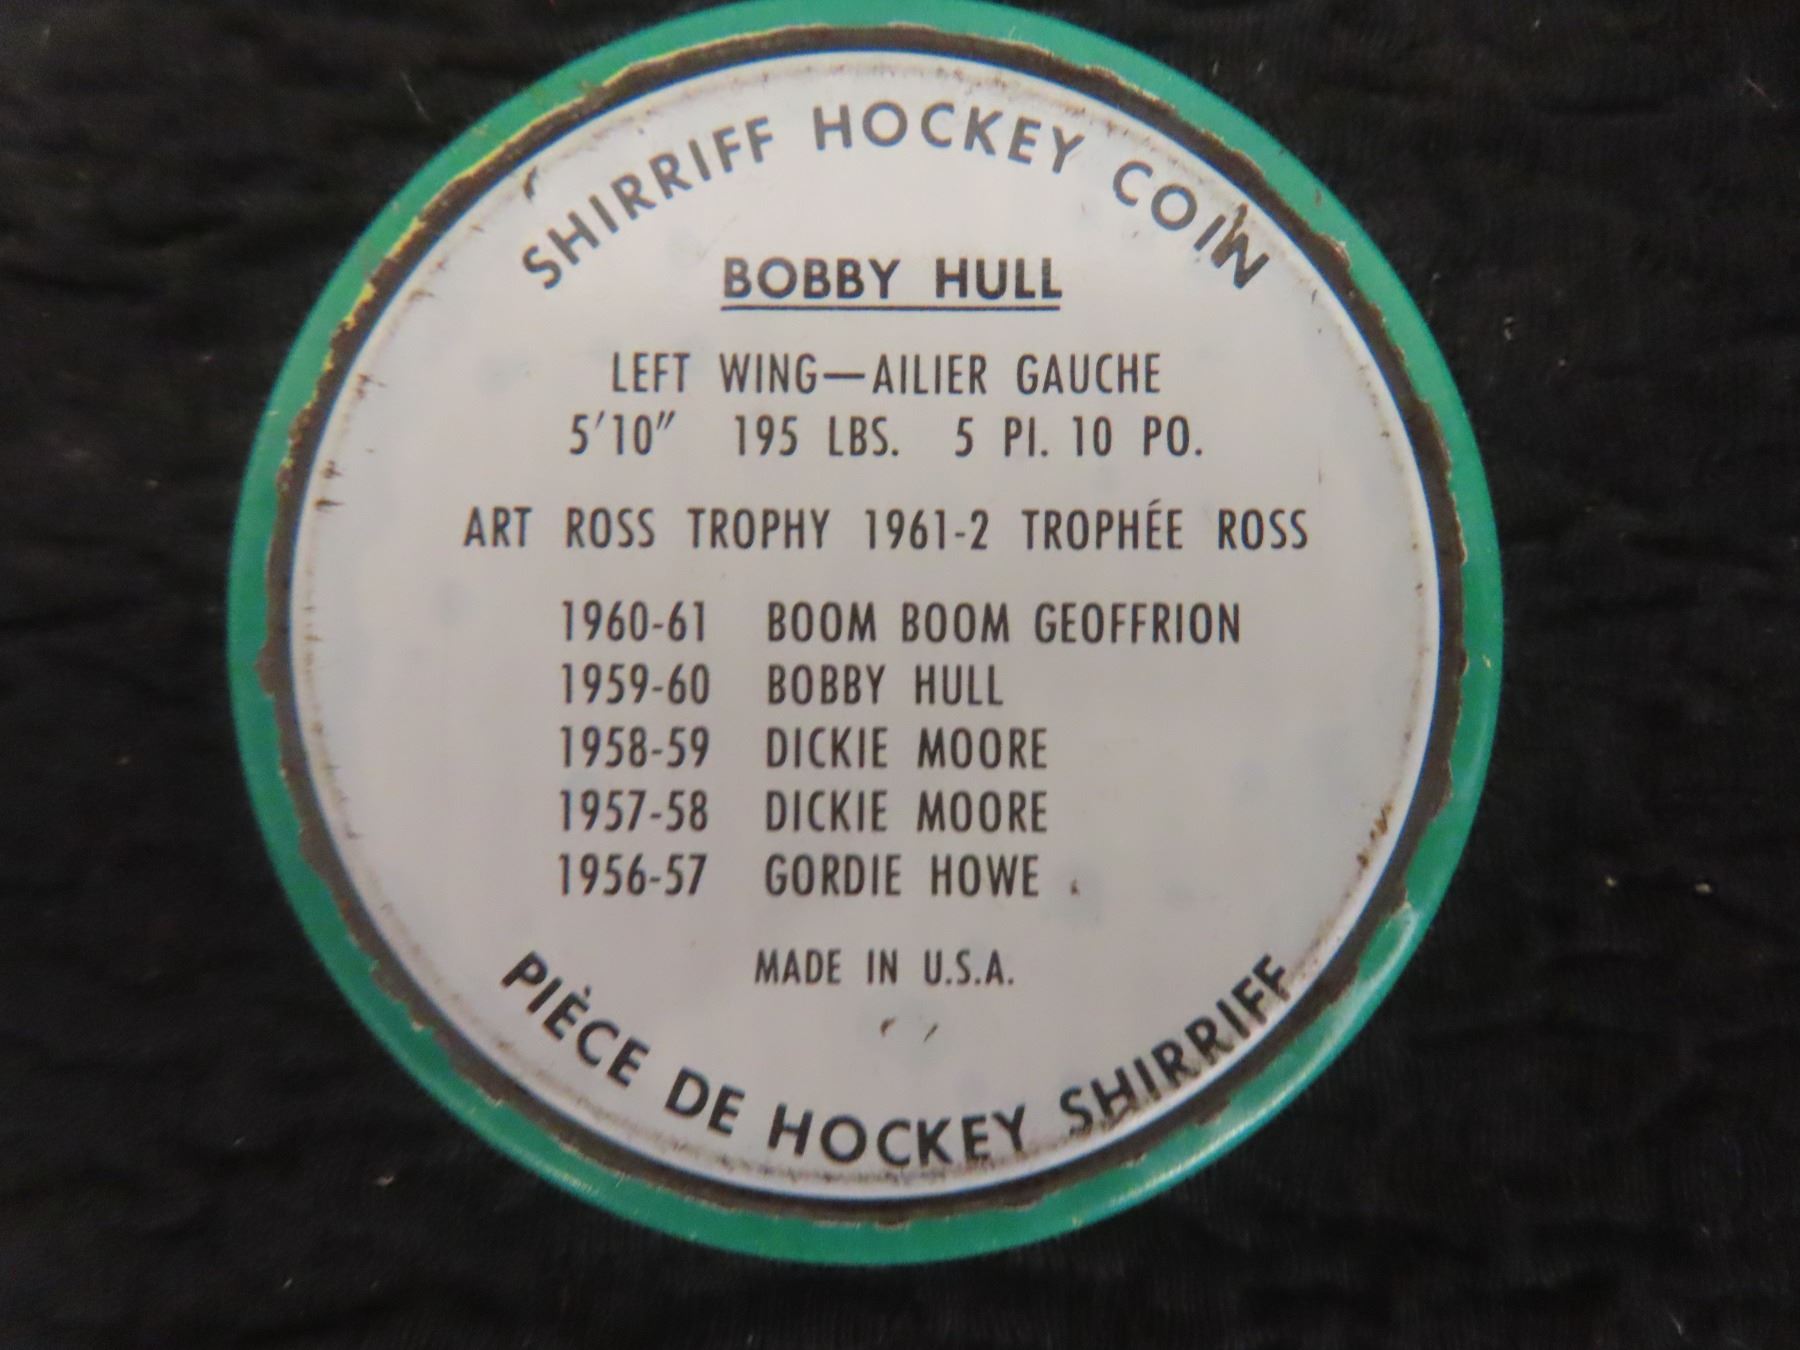 SHIRRIFF HOCKEY COIN
BOBBY HULL
LEFT WING—AILIER GAUCHE
5'10" 195 LBS. 5 PI. 10 PO.
ART ROSS TROPHY 1961-2 TROPHÉE ROSS
1960-61 BOOM BOOM GEOFFRION
1959-60 BOBBY HULL
1958-59 DICKIE MOORE
1957-58 DICKIE MOORE
1956-57 GORDIE HOWE
MADE IN U.S.A.
PIÈCE DE HOCKEY SHIRRIFF